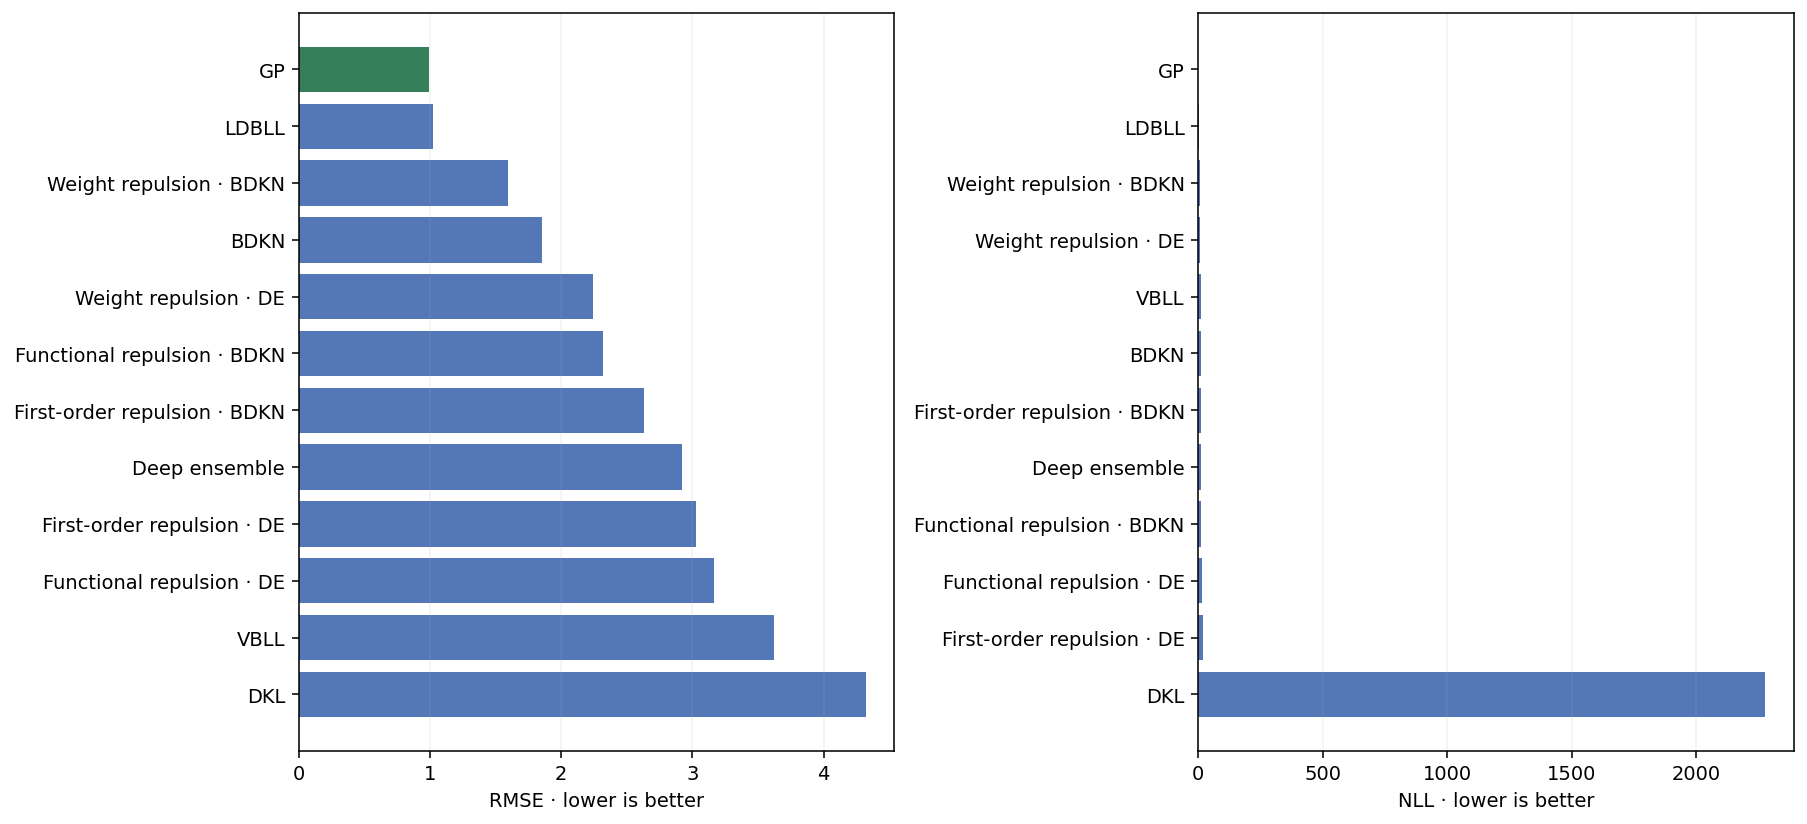 GP
LDBLL
Weight repulsion · BDKN
BDKN
Weight repulsion · DE
Functional repulsion · BDKN
First-order repulsion · BDKN
Deep ensemble
First-order repulsion · DE
Functional repulsion · DE
VBLL
DKL
0 1 2 3 4
RMSE · lower is better
GP
LDBLL
Weight repulsion · BDKN
Weight repulsion · DE
VBLL
BDKN
First-order repulsion · BDKN
Deep ensemble
Functional repulsion · BDKN
Functional repulsion · DE
First-order repulsion · DE
DKL
0 500 1000 1500 2000
NLL · lower is better